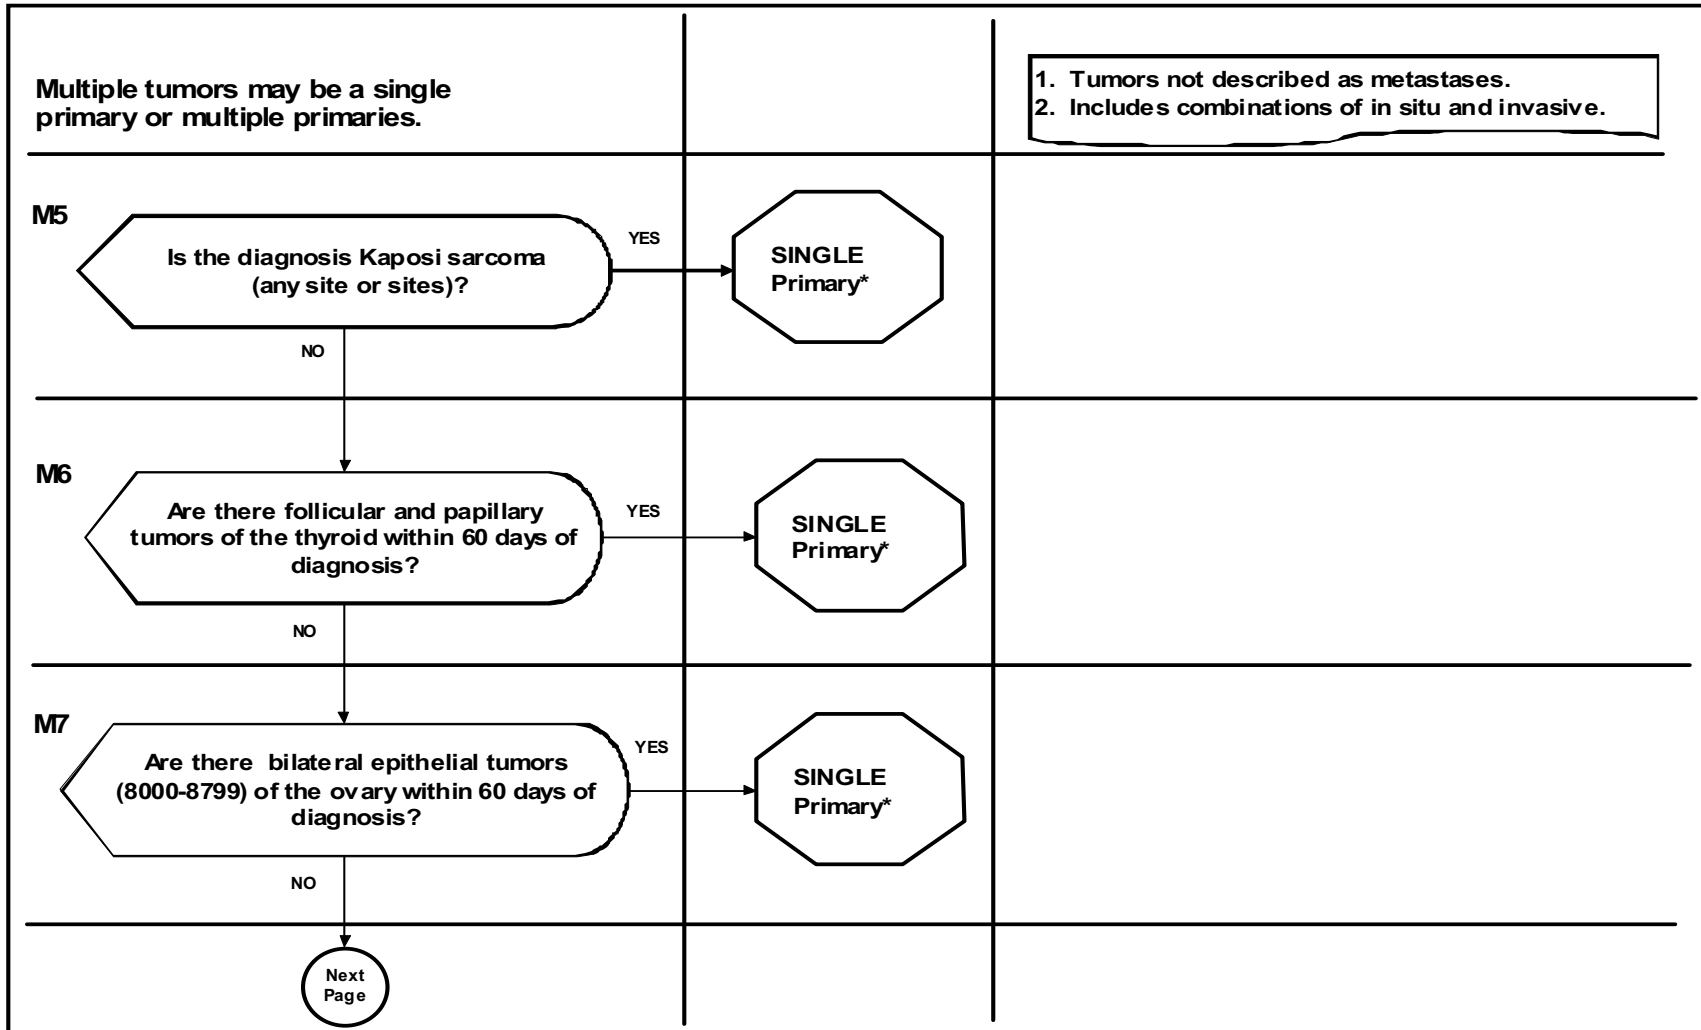 Multiple tumors may be a single
primary or multiple primaries.
1. Tumors not described as metastases.
2. Includes combinations of in situ and invasive.
M5
Is the diagnosis Kaposi sarcoma
(any site or sites)?
YES
SINGLE
Primary*
NO
M6
Are there follicular and papillary
tumors of the thyroid within 60 days of
diagnosis?
YES
SINGLE
Primary*
NO
M7
Are there bilateral epithelial tumors
(8000-8799) of the ovary within 60 days of
diagnosis?
YES
SINGLE
Primary*
NO
Next
Page